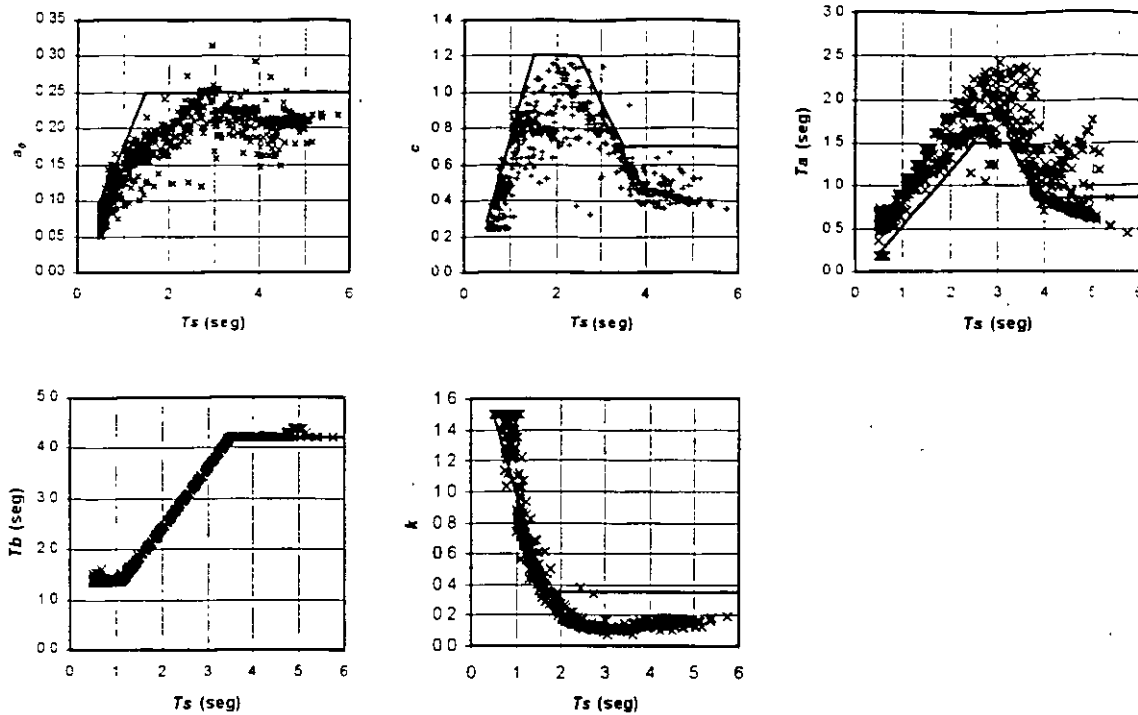 0 35
0.30
0.25
0.20
0 15
0 10
0.05
0 00
a₀
0 2 4 6
Ts (seg)
1 4
1.2
1.0
0.8
0.6
0.4
0.2
0 0
c
0 1 2 3 4 5 6
Ts (seg)
3 0
2.5
2.0
1.5
1.0
0.5
0 0
Ta (seg)
0 1 2 3 4 5 6
Ts (seg)
5 0
4 0
3 0
2 0
1 0
0 0
Tb (seg)
0 1 2 3 4 5 6
Ts (seg)
1 6
1 4
1 2
1 0
0 8
0 6
0 4
0 2
0 0
k
0 1 2 3 4 5 6
Ts (seg)